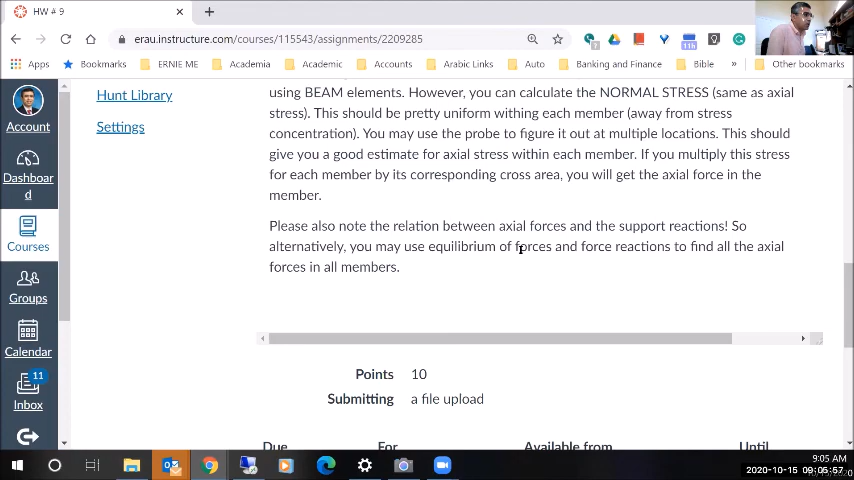 HW # 9
erau.instructure.com/courses/115543/assignments/2209285
Apps
Bookmarks
ERNIE ME
Academia
Academic
Accounts
Arabic Links
Auto
Banking and Finance
Bible
»
Other bookmarks
Account
Dashboar
d
Courses
Groups
Calendar
11
Inbox
Hunt Library
Settings
using BEAM elements. However, you can calculate the NORMAL STRESS (same as axial
stress). This should be pretty uniform withing each member (away from stress
concentration). You may use the probe to figure it out at multiple locations. This should
give you a good estimate for axial stress within each member. If you multiply this stress
for each member by its corresponding cross area, you will get the axial force in the
member.
Please also note the relation between axial forces and the support reactions! So
alternatively, you may use equilibrium of forces and force reactions to find all the axial
forces in all members.
Points 10
Submitting a file upload
Due For Available from Until
9:05 AM
2020-10-15 09:05:57